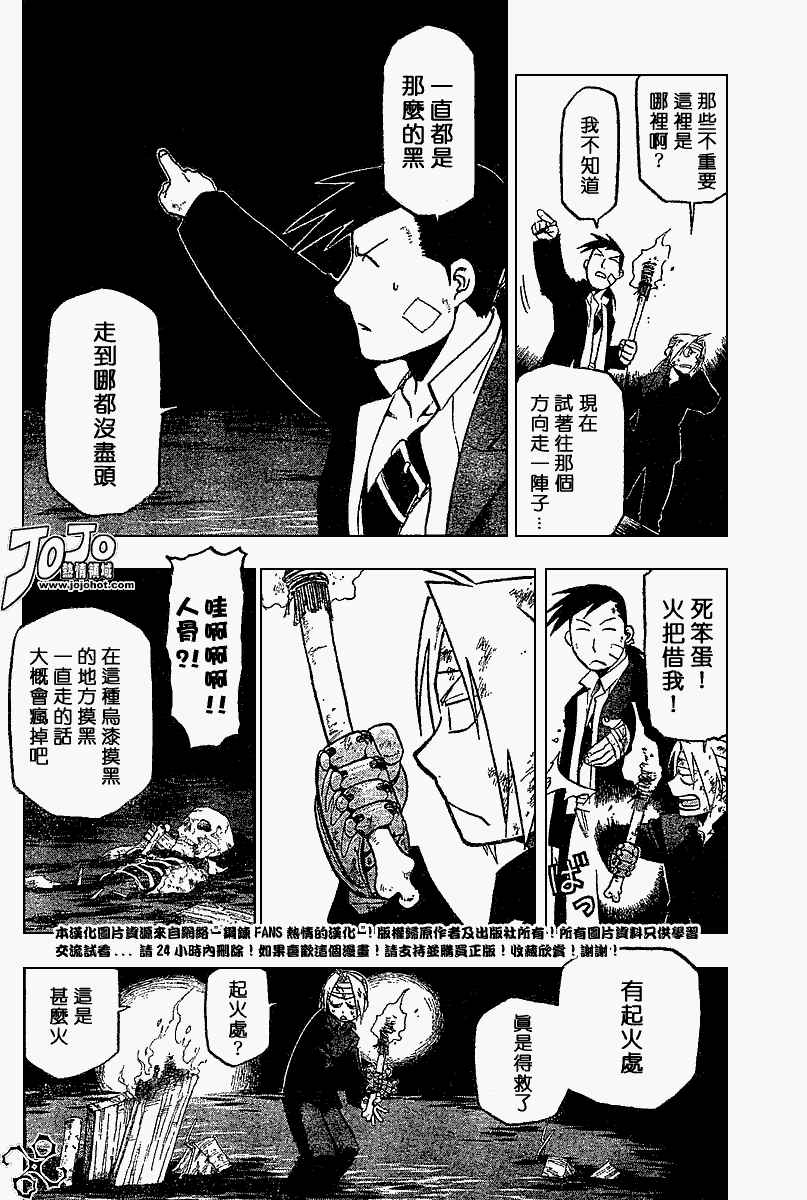 那些不重要
這裡是
哪裡啊？
我不知道
現在
試著往那個
方向走一陣子…
一直都是
那麼的黑
走到哪都沒盡頭
死笨蛋！
火把借我！
ばっ
哇啊啊啊!!
人骨?!
在這種烏漆摸黑
的地方摸黑
一直走的話
大概會瘋掉吧
JOJO
熱情領域
www.jojohot.com
本漢化圖片資源來自網絡－鋼鍊 FANS 熱情的漢化－！版權歸原作者及出版社所有！所有圖片資料只供學習
交流試看... 請 24 小時內刪除！如果喜歡這個漫畫！請支持並購買正版！收藏欣賞！謝謝！
有起火處
真是得救了
起火處？
這是
甚麼火